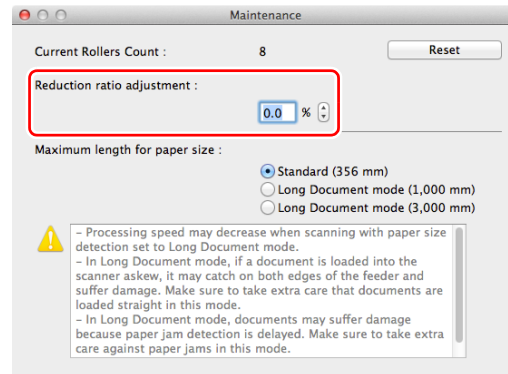 Maintenance
Current Rollers Count : 8 Reset
Reduction ratio adjustment :
0.0 %
Maximum length for paper size :
Standard (356 mm)
Long Document mode (1,000 mm)
Long Document mode (3,000 mm)
– Processing speed may decrease when scanning with paper size
detection set to Long Document mode.
– In Long Document mode, if a document is loaded into the
scanner askew, it may catch on both edges of the feeder and
suffer damage. Make sure to take extra care that documents are
loaded straight in this mode.
– In Long Document mode, documents may suffer damage
because paper jam detection is delayed. Make sure to take extra
care against paper jams in this mode.